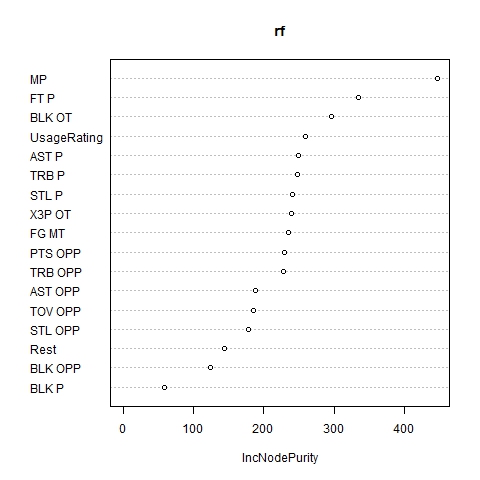 rf
MP
FT P
BLK OT
UsageRating
AST P
TRB P
STL P
X3P OT
FG MT
PTS OPP
TRB OPP
AST OPP
TOV OPP
STL OPP
Rest
BLK OPP
BLK P
0 100 200 300 400
IncNodePurity